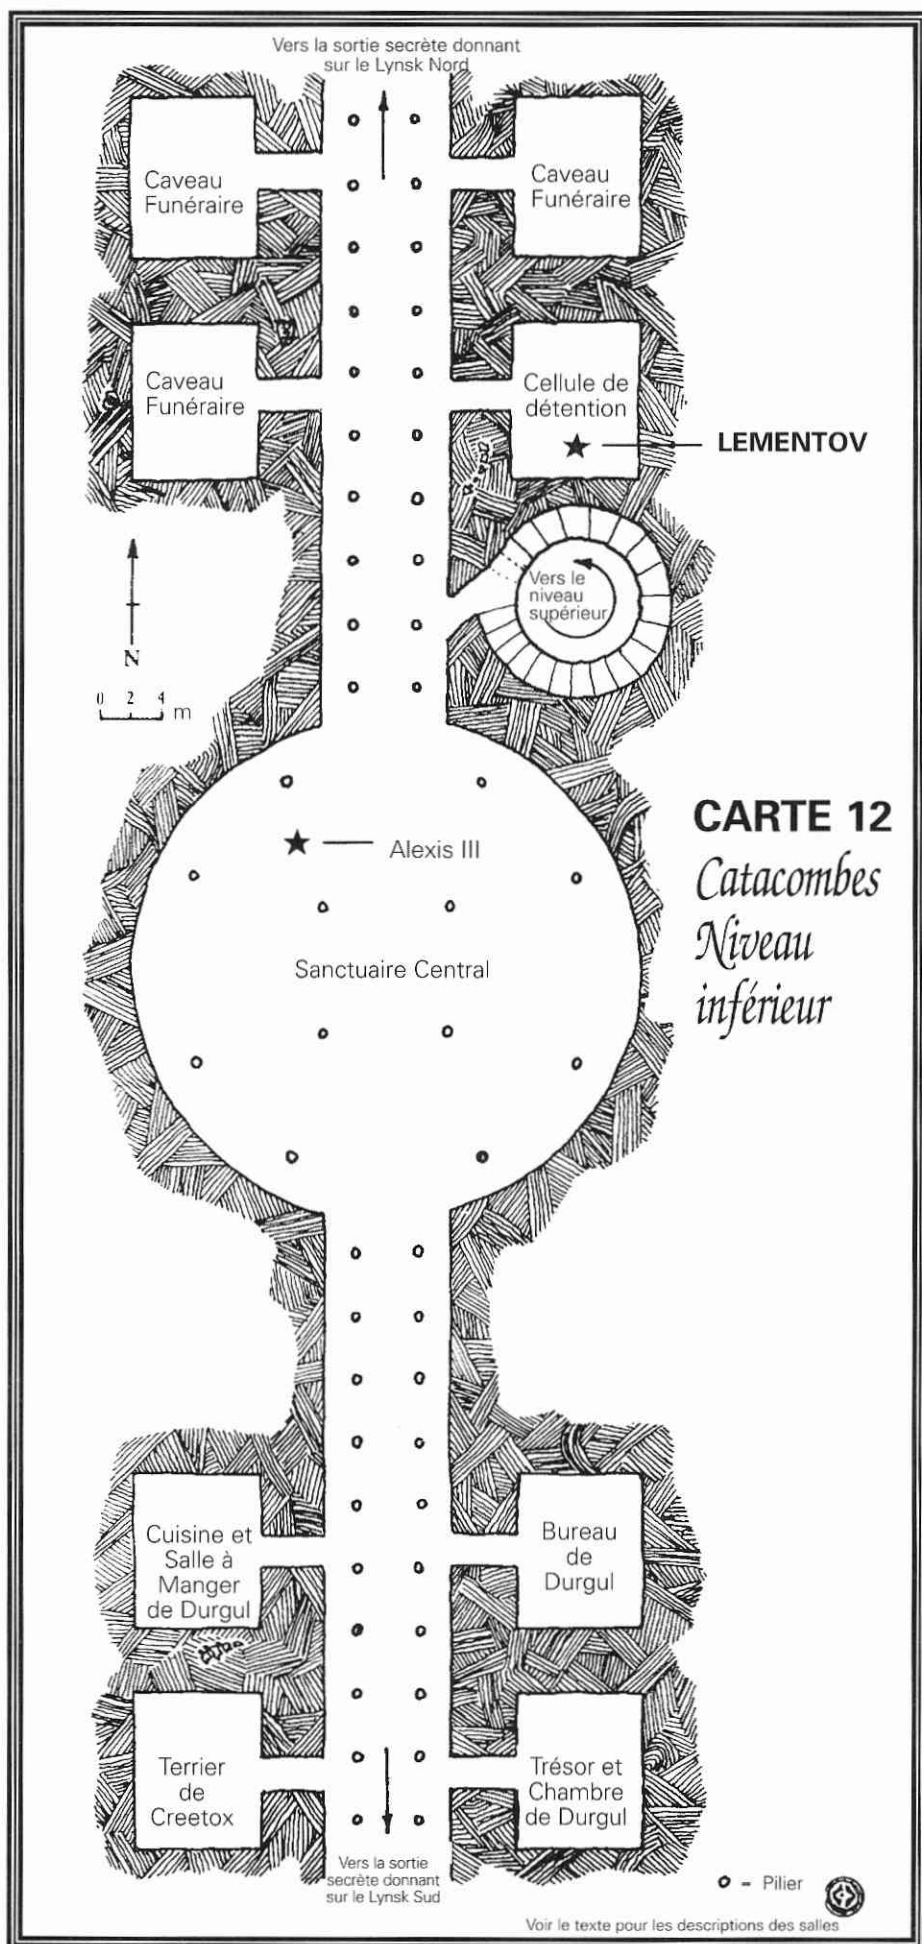 Vers la sortie secrète donnant
sur le Lynsk Nord
Caveau
Funéraire
Caveau
Funéraire
Caveau
Funéraire
Cellule de
détention
LEMENTOV
Vers le
niveau
supérieur
N
0 2 4
m
Alexis III
CARTE 12
Catacombes
Niveau
inférieur
Sanctuaire Central
Cuisine et
Salle à
Manger
de Durgul
Bureau
de
Durgul
Terrier
de
Creetox
Trésor et
Chambre
de Durgul
Vers la sortie
secrète donnant
sur le Lynsk Sud
= Pilier
Voir le texte pour les descriptions des salles